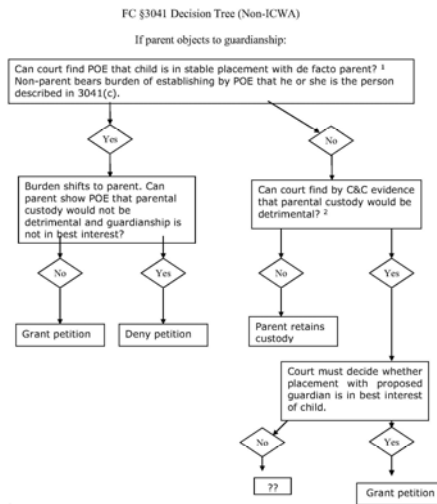 FC §3041 Decision Tree (Non-ICWA)
If parent objects to guardianship:
Can court find POE that child is in stable placement with de facto parent? ¹
Non-parent bears burden of establishing by POE that he or she is the person
described in 3041(c).
Yes
No
Burden shifts to parent. Can
parent show POE that parental
custody would not be
detrimental and guardianship is
not in best interest?
Can court find by C&C evidence
that parental custody would be
detrimental? ²
No
Yes
No
Yes
Grant petition
Deny petition
Parent retains
custody
Court must decide whether
placement with proposed
guardian is in best interest
of child.
No
Yes
??
Grant petition